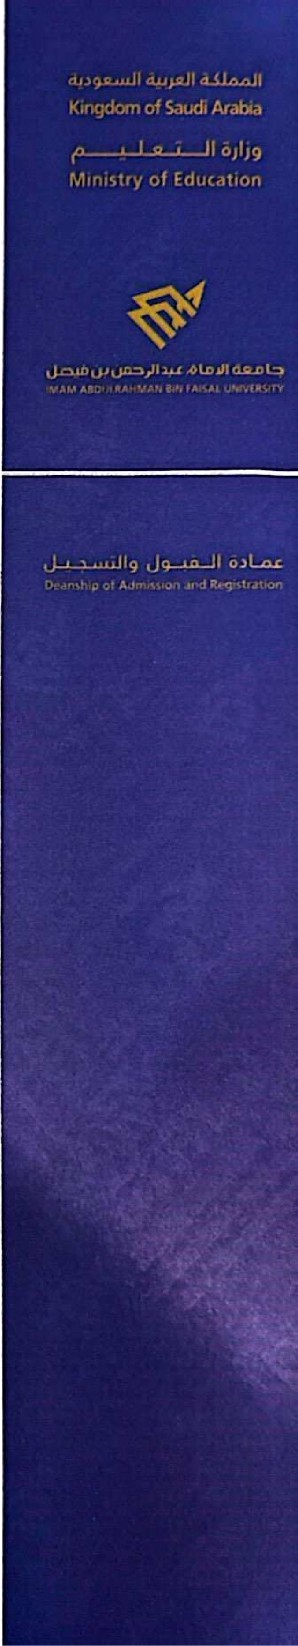 المملكة العربية السعودية
Kingdom of Saudi Arabia
وزارة التعليم
Ministry of Education
جامعة الإمام عبدالرحمن بن فيصل
IMAM ABDULRAHMAN BIN FAISAL UNIVERSITY
عمادة القبول والتسجيل
Deanship of Admission and Registration